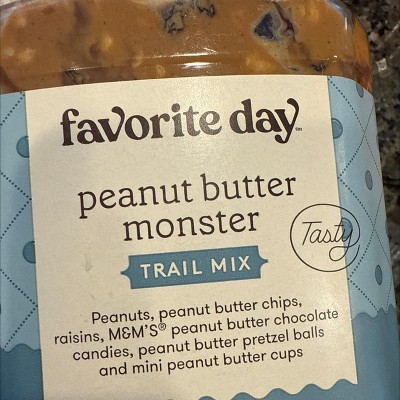 favorite day™
peanut butter
monster
Tasty
TRAIL MIX
Peanuts, peanut butter chips,
raisins, M&M'S® peanut butter chocolate
candies, peanut butter pretzel balls
and mini peanut butter cups